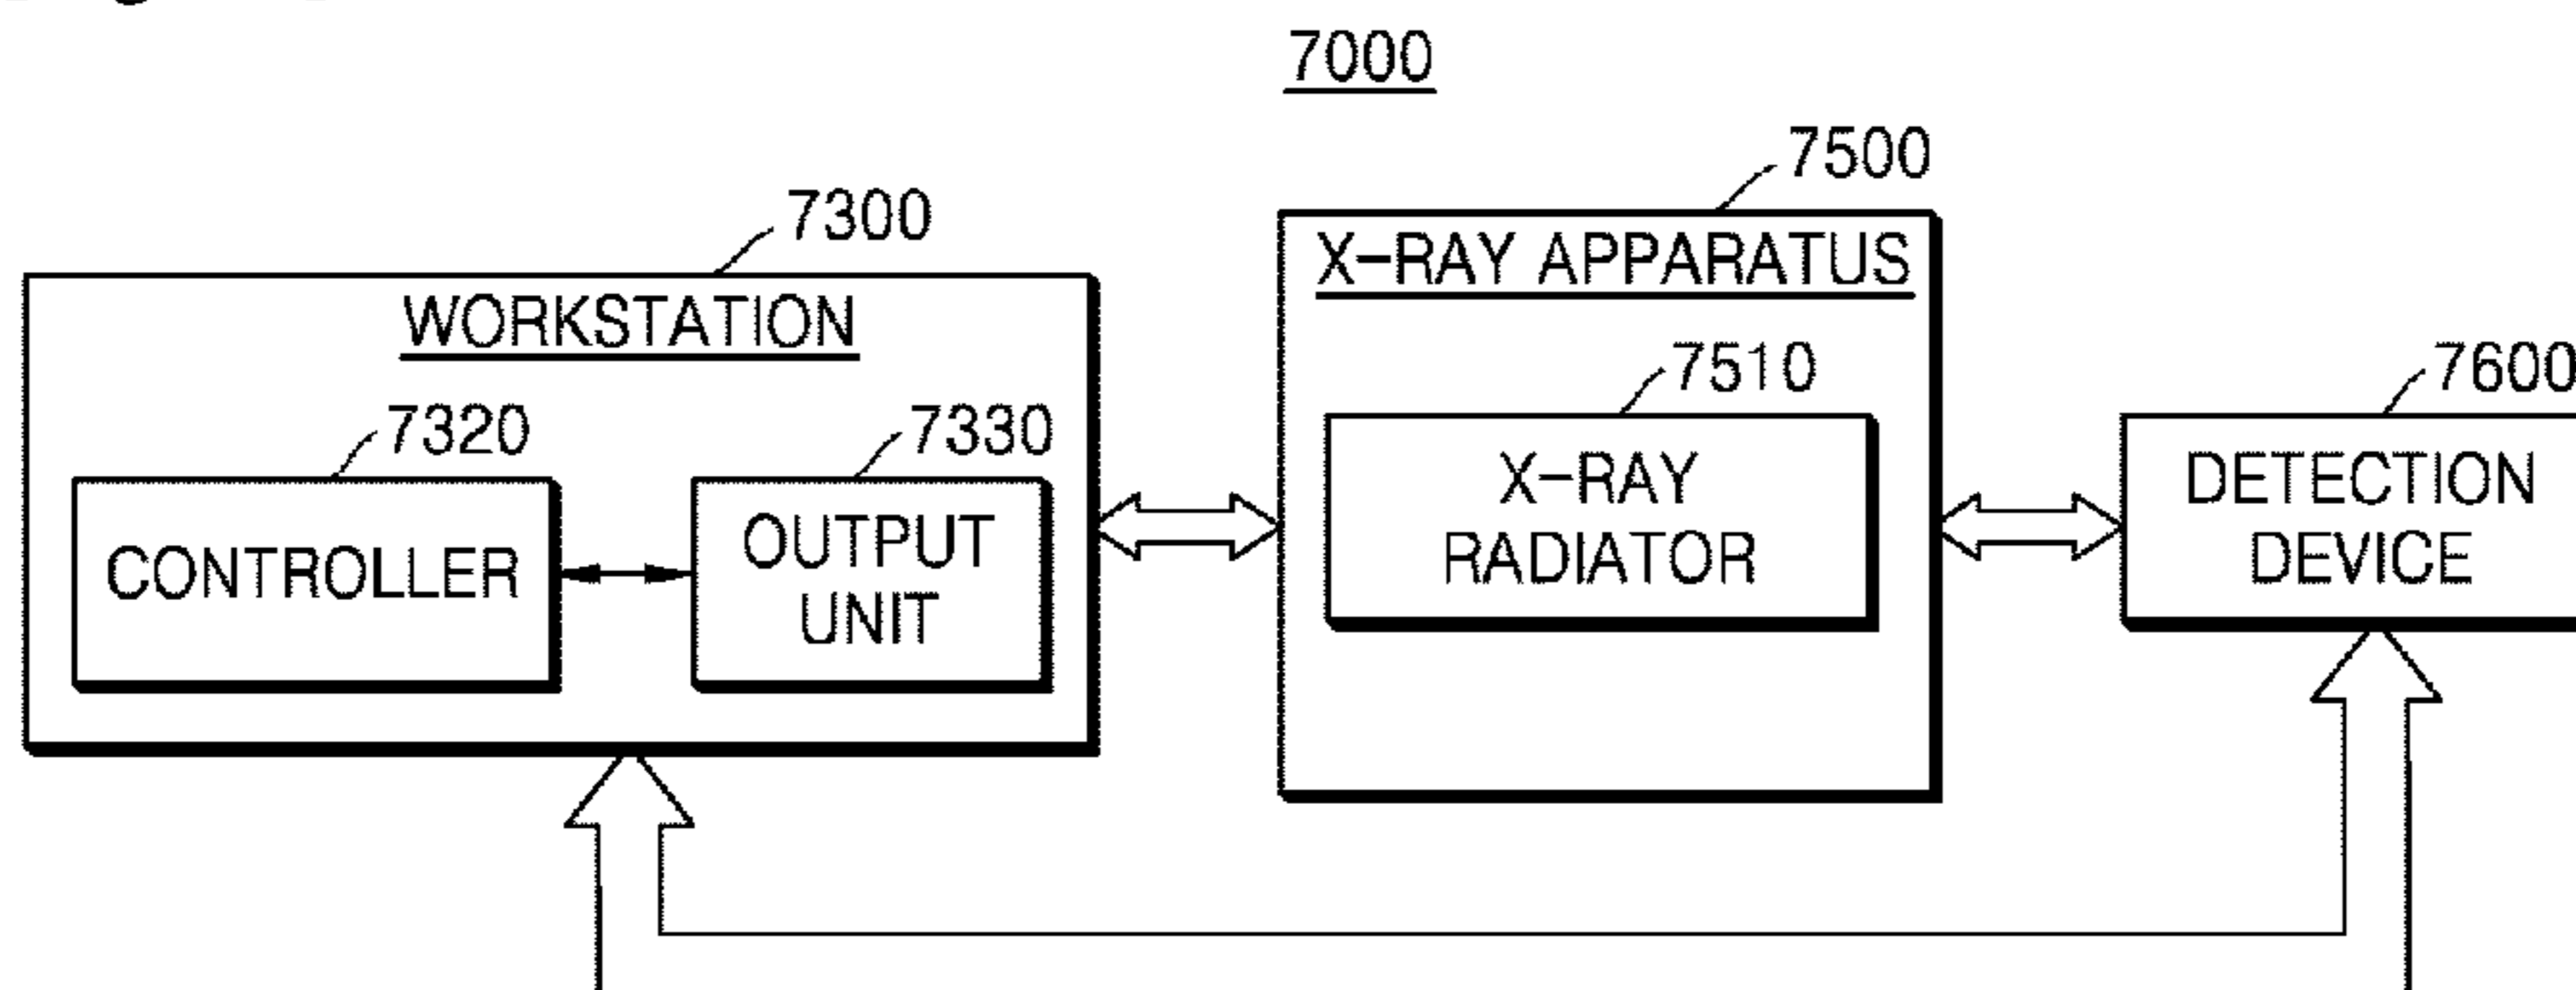 7000
7500
7300
X-RAY APPARATUS
WORKSTATION
7510
7600
7320
7330
X-RAY
RADIATOR
DETECTION
DEVICE
CONTROLLER
OUTPUT
UNIT